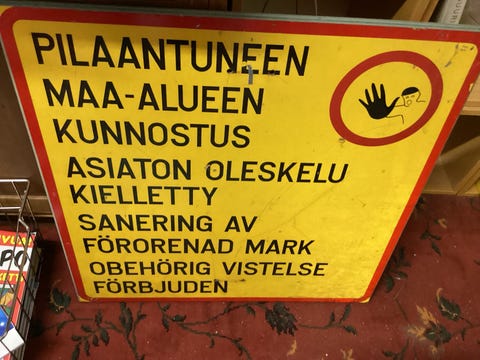 PILAANTUNEEN
MAA-ALUEEN
KUNNOSTUS
ASIATON OLESKELU
KIELLETTY
SANERING AV
FÖRORENAD MARK
OBEHÖRIG VISTELSE
FÖRBJUDEN